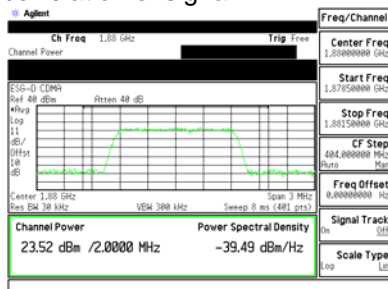 Agilent
Freq/Channel
Ch Freq 1.88 GHz Trig Free
Channel Power
Center Freq
1.88000000 GHz
Start Freq
1.87850000 GHz
Stop Freq
1.88150000 GHz
CF Step
404.000000 MHz
Auto Man
Freq Offset
0.00000000 Hz
Signal Track
On Off
Scale Type
Log Lin
ESG-D CDMA
Ref 40 dBm Atten 40 dB
#Avg
Log
11
dB/
Offst
10
dB
Center 1.88 GHz Span 3 MHz
Res BW 30 kHz VBW 300 kHz Sweep 8 ms (401 pts)
Channel Power Power Spectral Density
23.52 dBm /2.0000 MHz -39.49 dBm/Hz